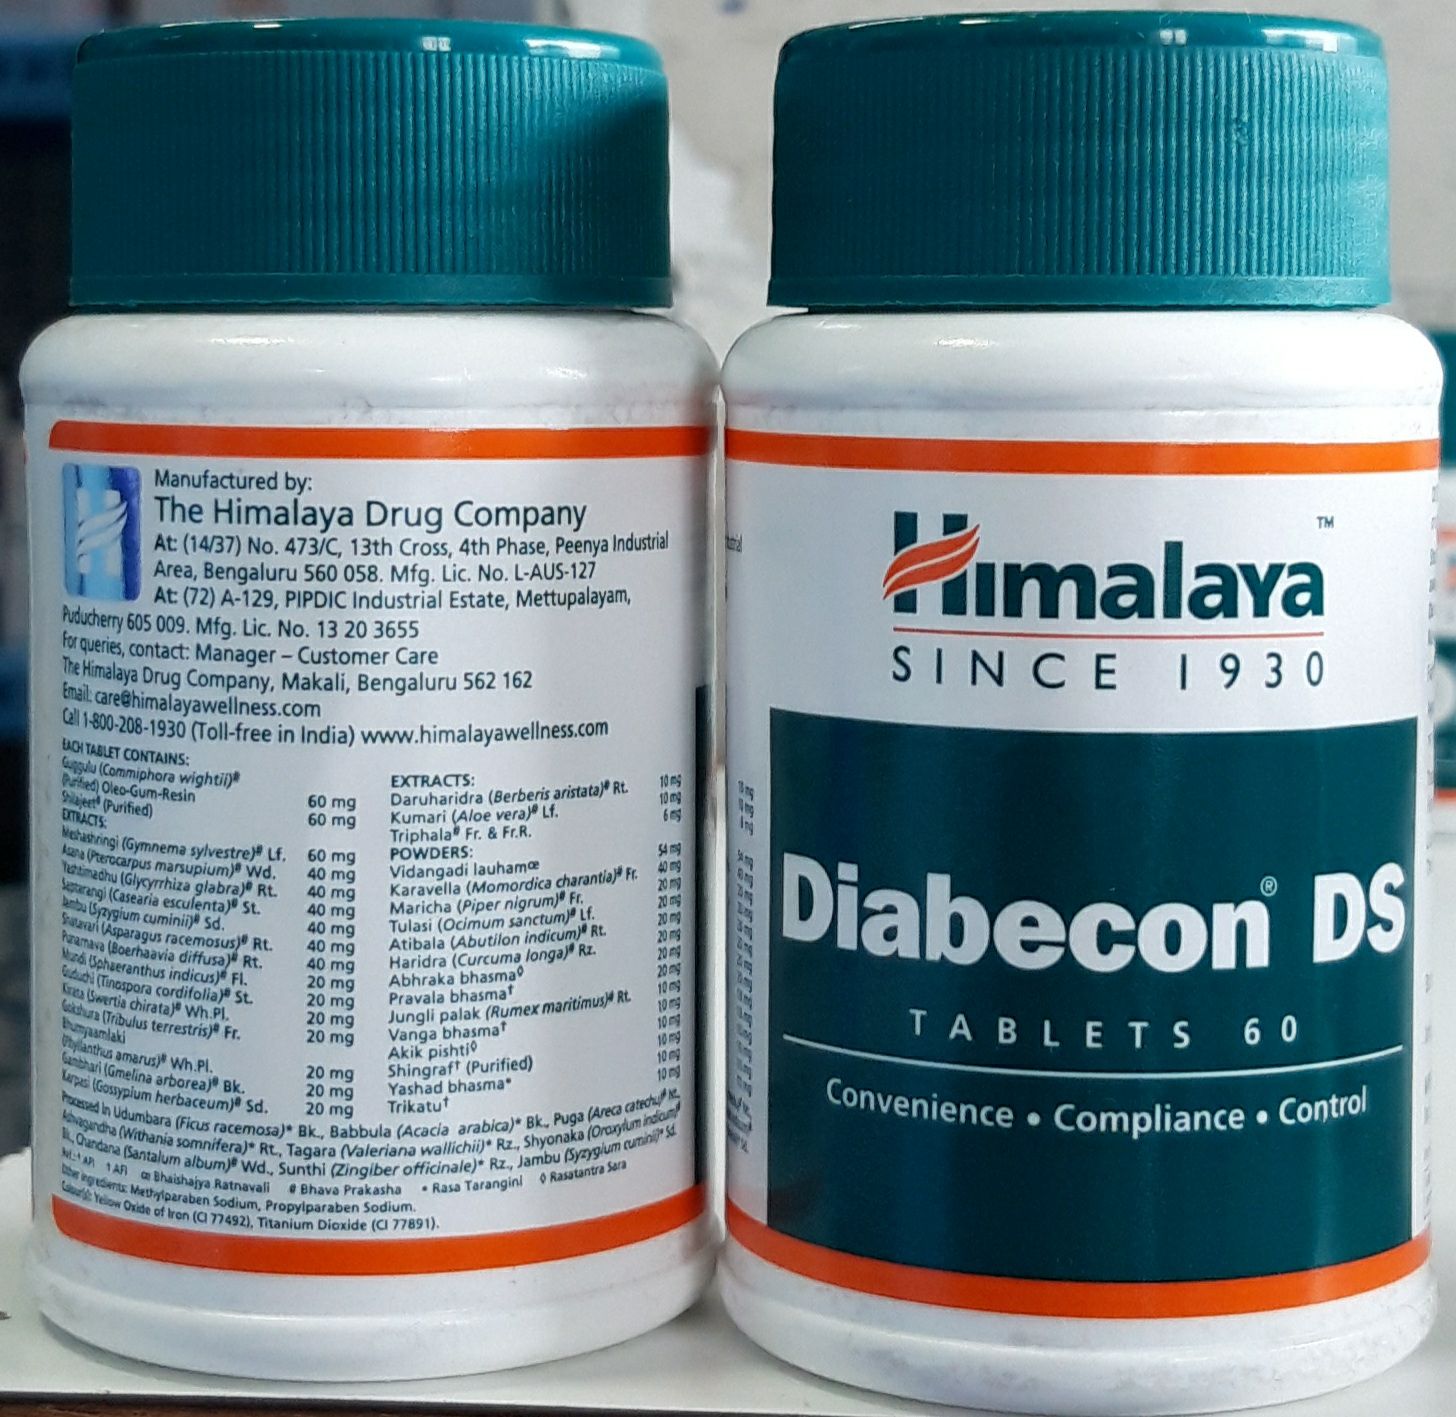 Manufactured by:
The Himalaya Drug Company
At: (14/37) No. 473/C, 13th Cross, 4th Phase, Peenya Industrial
Area, Bengaluru 560 058. Mfg. Lic. No. L-AUS-127
At: (72) A-129, PIPDIC Industrial Estate, Mettupalayam,
Puducherry 605 009. Mfg. Lic. No. 13 20 3655
For queries, contact: Manager – Customer Care
The Himalaya Drug Company, Makali, Bengaluru 562 162
Email: care@himalayawellness.com
Call 1-800-208-1930 (Toll-free in India) www.himalayawellness.com
EACH TABLET CONTAINS:
Guggulu (Commiphora wightii)#
(Purified) Oleo-Gum-Resin 60 mg
Shilajeet# (Purified) 60 mg
EXTRACTS:
Meshashringi (Gymnema sylvestre)# Lf. 60 mg
Asana (Pterocarpus marsupium)# Wd. 40 mg
Yashtimadhu (Glycyrrhiza glabra)# Rt. 40 mg
Saptarangi (Casearia esculenta)# St. 40 mg
Jambu (Syzygium cuminii)# Sd. 40 mg
Shatavari (Asparagus racemosus)# Rt. 40 mg
Punarnava (Boerhaavia diffusa)# Rt. 40 mg
Mundi (Sphaeranthus indicus)# Fl. 20 mg
Guduchi (Tinospora cordifolia)# St. 20 mg
Kirata (Swertia chirata)# Wh.Pl. 20 mg
Gokshura (Tribulus terrestris)# Fr. 20 mg
Bhumyaamlaki
(Phyllanthus amarus)# Wh.Pl. 20 mg
Gambhari (Gmelina arborea)# Bk. 20 mg
Karpasi (Gossypium herbaceum)# Sd. 20 mg
EXTRACTS:
Daruharidra (Berberis aristata)# Rt. 10 mg
Kumari (Aloe vera)# Lf. 10 mg
Triphala# Fr. & Fr.R. 6 mg
POWDERS:
Vidangadi lauhamœ 54 mg
Karavella (Momordica charantia)# Fr. 40 mg
Maricha (Piper nigrum)# Fr. 20 mg
Tulasi (Ocimum sanctum)# Lf. 20 mg
Atibala (Abutilon indicum)# Rt. 20 mg
Haridra (Curcuma longa)# Rz. 20 mg
Abhraka bhasma◊ 20 mg
Pravala bhasma† 20 mg
Jungli palak (Rumex maritimus)# Rt. 10 mg
Vanga bhasma† 10 mg
Akik pishti◊ 10 mg
Shingraf† (Purified) 10 mg
Yashad bhasma• 10 mg
Trikatu† 10 mg
Processed in Udumbara (Ficus racemosa)* Bk., Babbula (Acacia arabica)* Bk., Puga (Areca catechu)# Nt.,
Ashwagandha (Withania somnifera)* Rt., Tagara (Valeriana wallichii)* Rz., Shyonaka (Oroxylum indicum)#
Bk., Chandana (Santalum album)# Wd., Sunthi (Zingiber officinale)* Rz., Jambu (Syzygium cuminii)* Sd.
Ref.: * API † AFI œ Bhaishajya Ratnavali # Bhava Prakasha • Rasa Tarangini ◊ Rasatantra Sara
Other ingredients: Methylparaben Sodium, Propylparaben Sodium.
Colour(s): Yellow Oxide of Iron (CI 77492), Titanium Dioxide (CI 77891).
Himalaya™
SINCE 1930
Diabecon® DS
TABLETS 60
Convenience • Compliance • Control